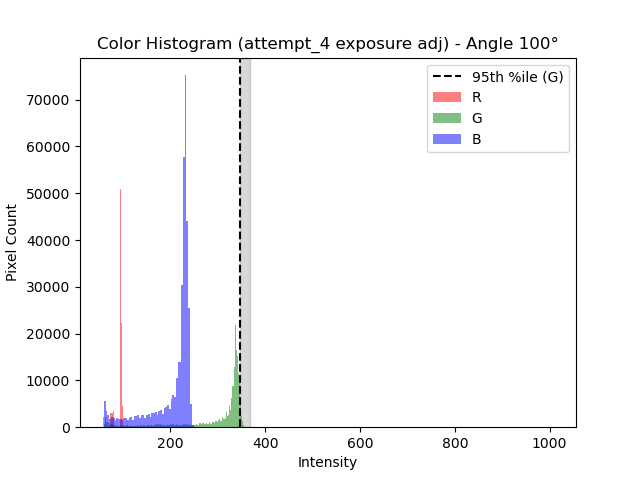 Color Histogram (attempt_4 exposure adj) - Angle 100°
95th %ile (G)
R
G
B
Pixel Count
70000
60000
50000
40000
30000
20000
10000
0
200
400
600
800
1000
Intensity